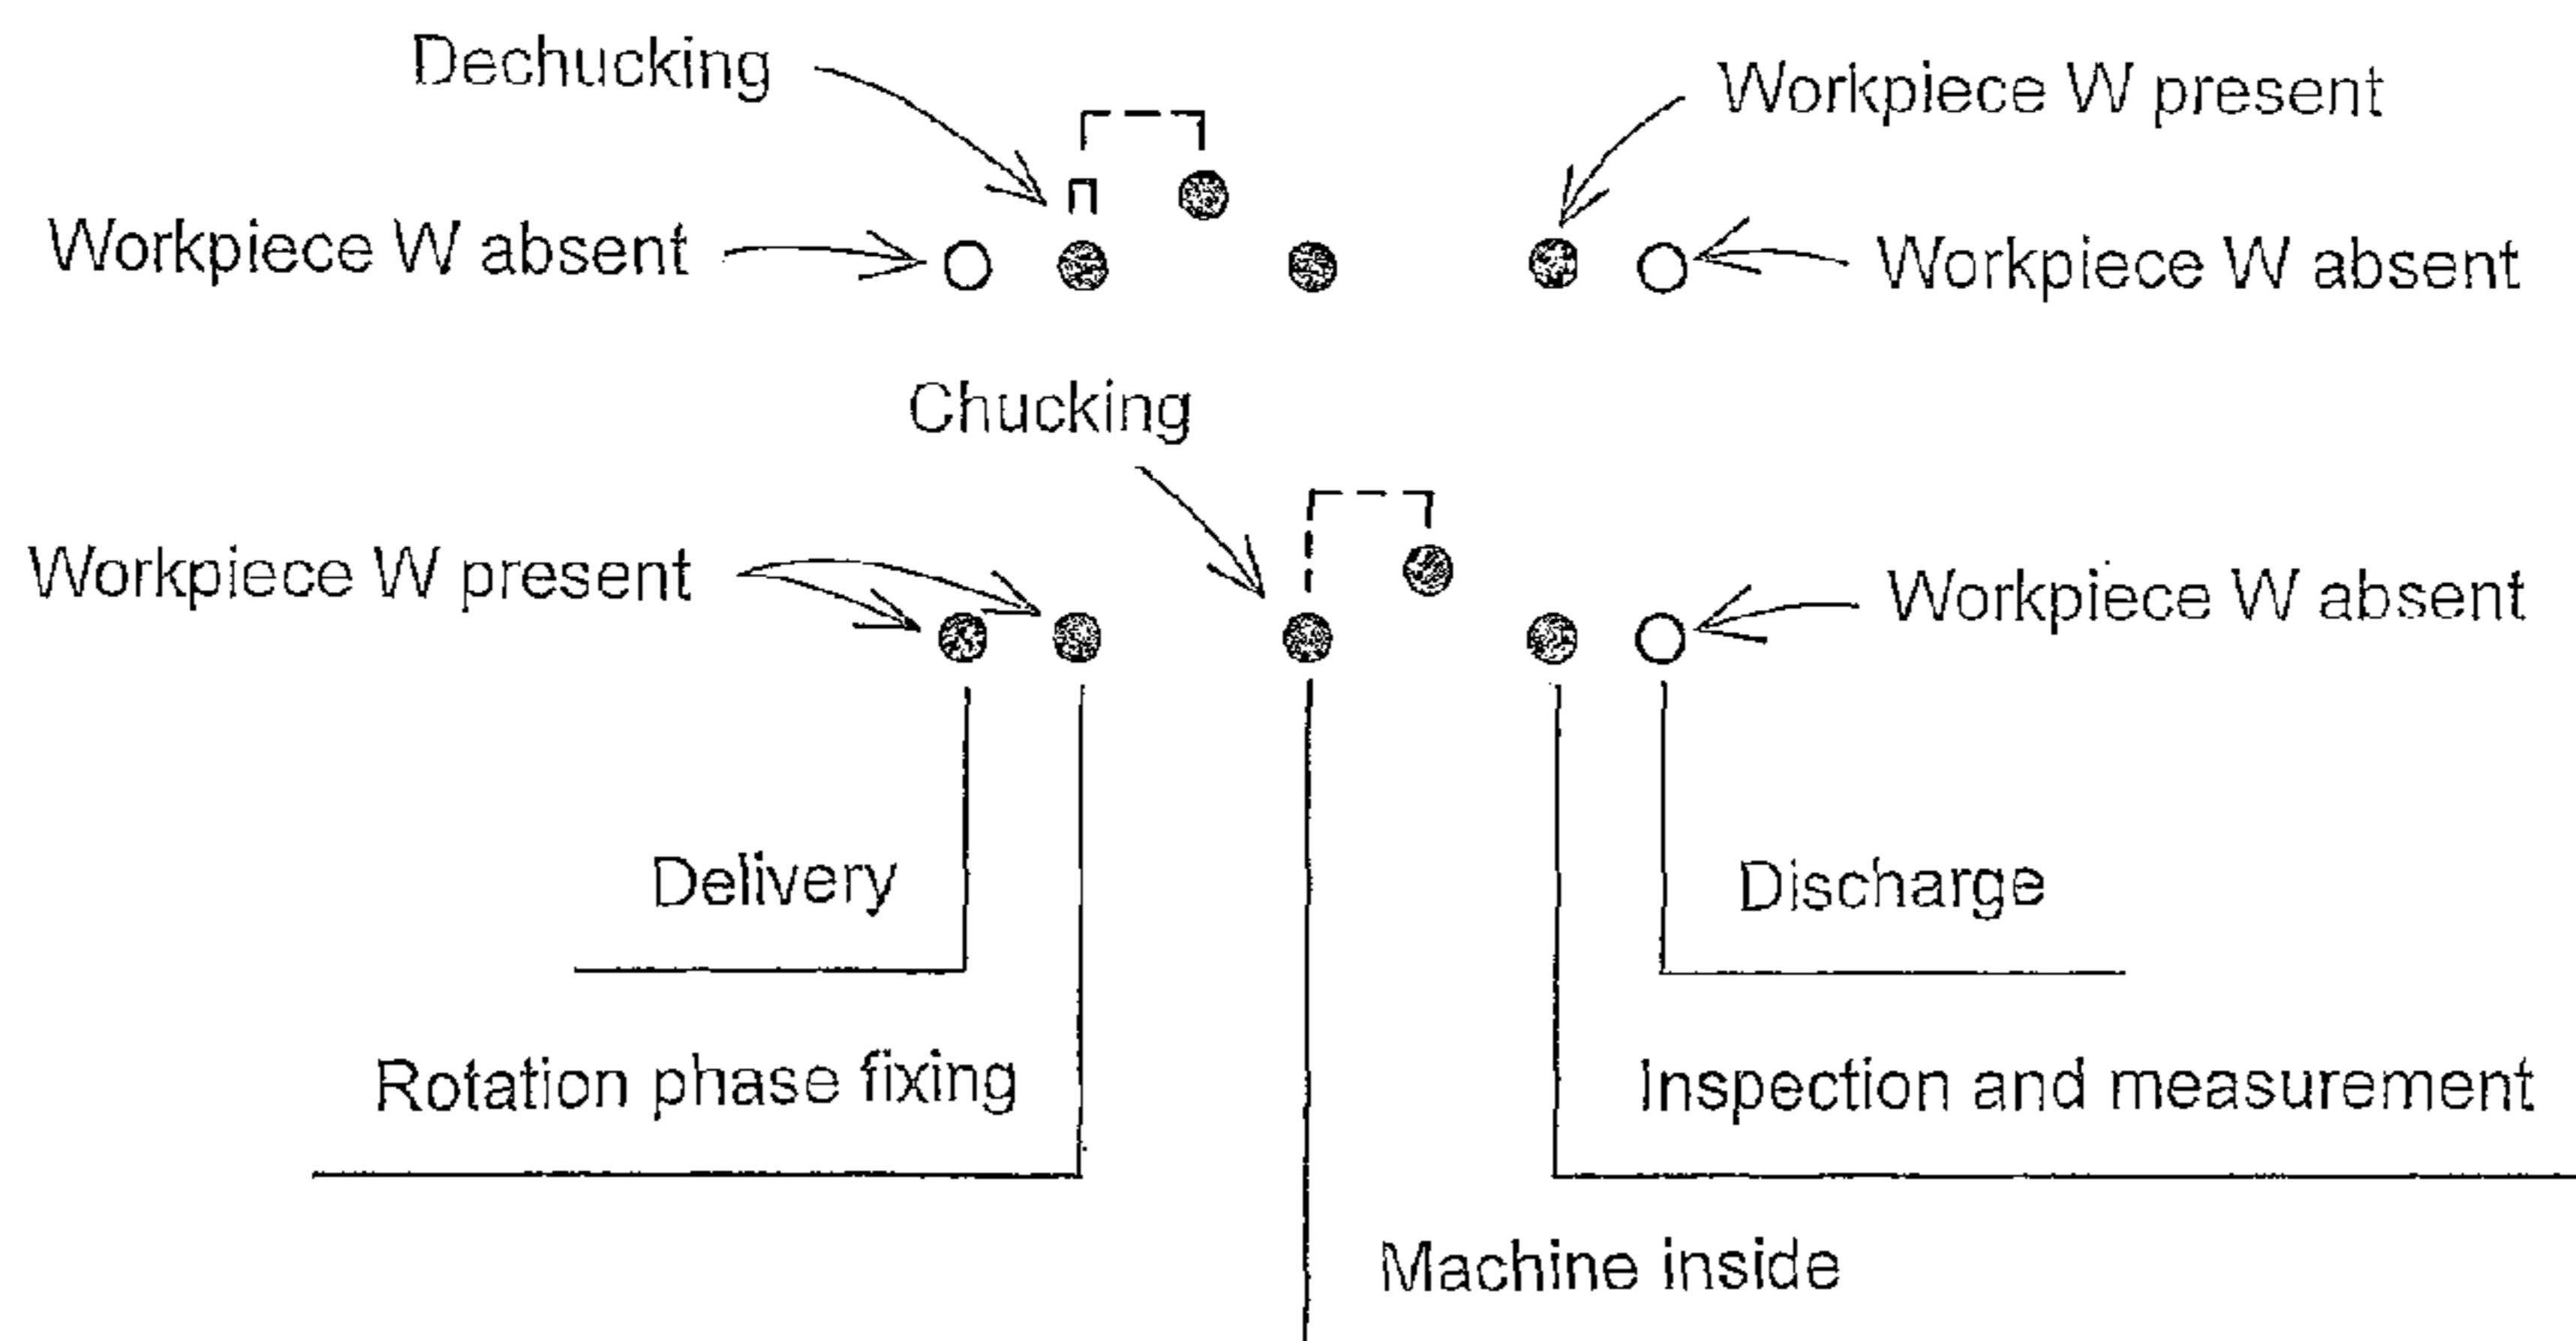 Dechucking
Workpiece W present
Workpiece W absent
Workpiece W absent
Chucking
Workpiece W present
Workpiece W absent
Delivery
Discharge
Rotation phase fixing
Inspection and measurement
Machine inside